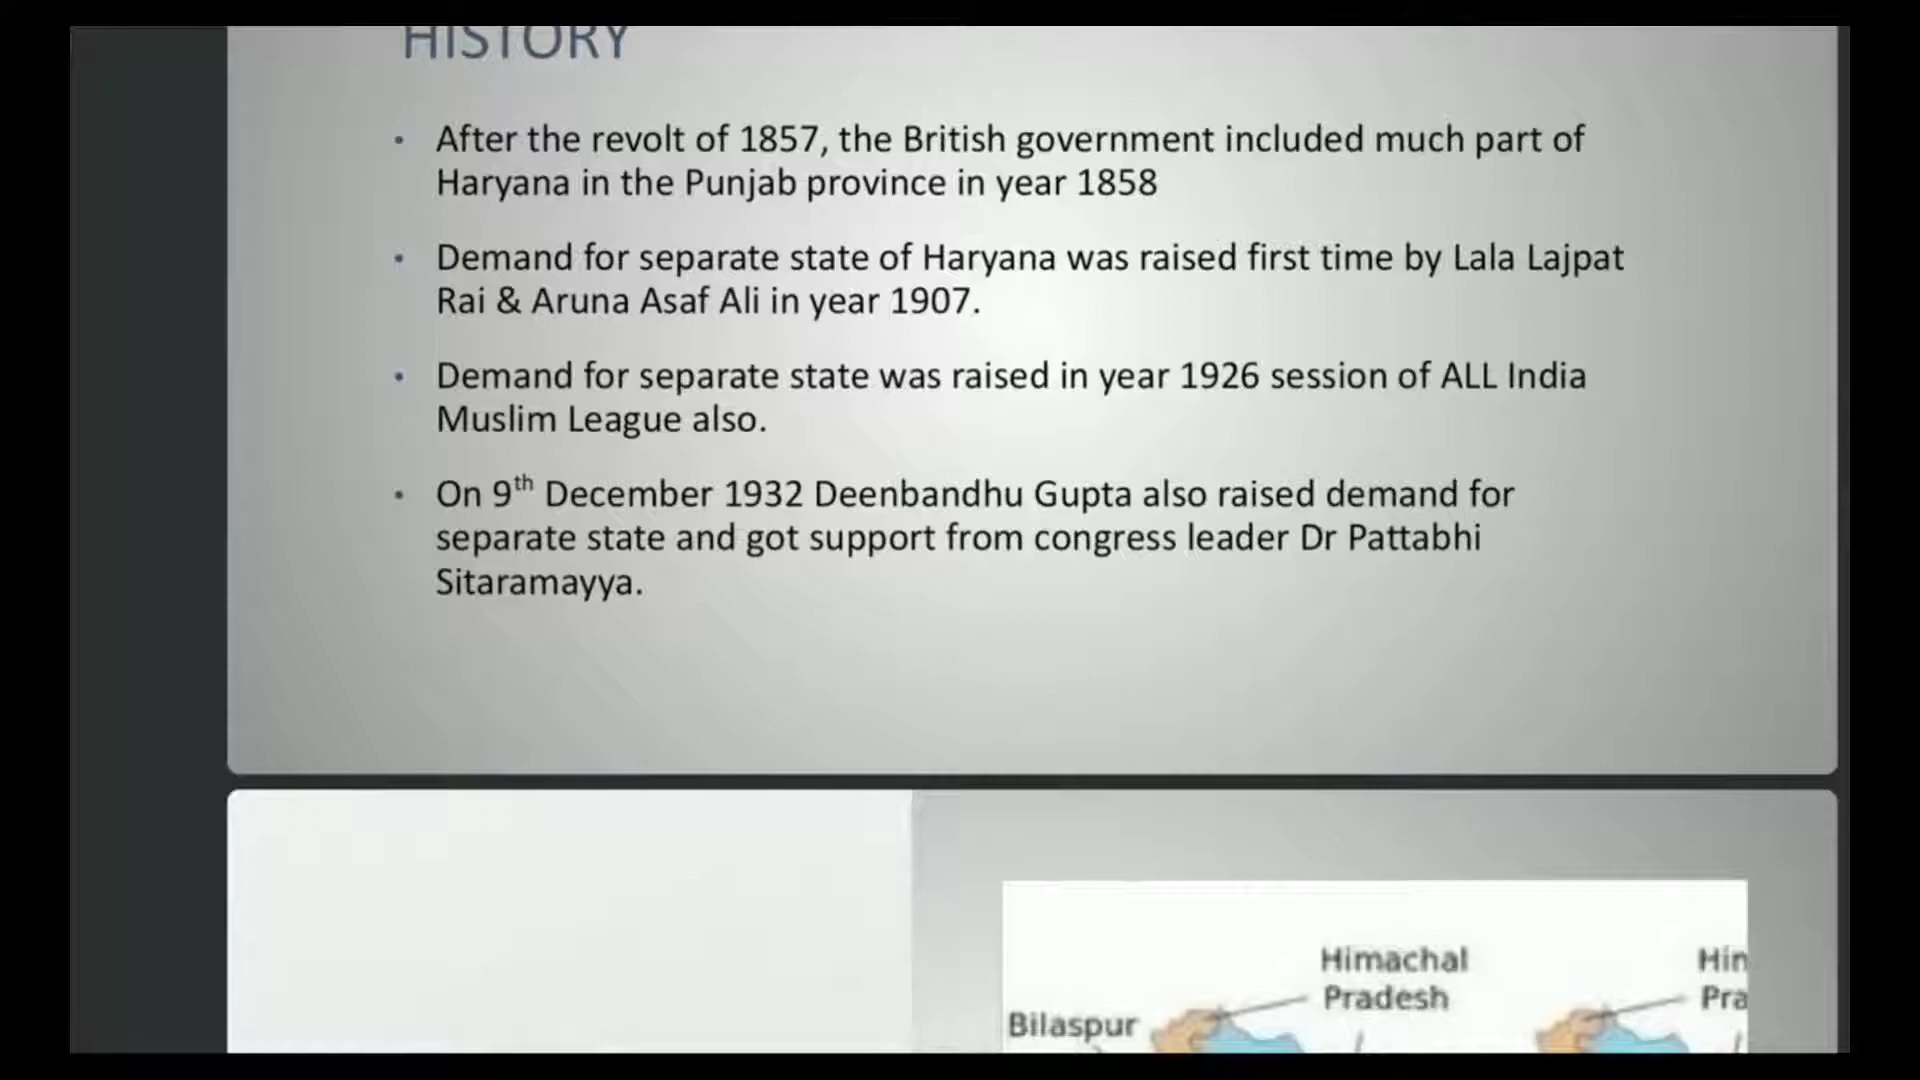 HISTORY
• After the revolt of 1857, the British government included much part of
Haryana in the Punjab province in year 1858
• Demand for separate state of Haryana was raised first time by Lala Lajpat
Rai & Aruna Asaf Ali in year 1907.
• Demand for separate state was raised in year 1926 session of ALL India
Muslim League also.
• On 9th December 1932 Deenbandhu Gupta also raised demand for
separate state and got support from congress leader Dr Pattabhi
Sitaramayya.
Himachal
Pradesh
Hin
Pra
Bilaspur